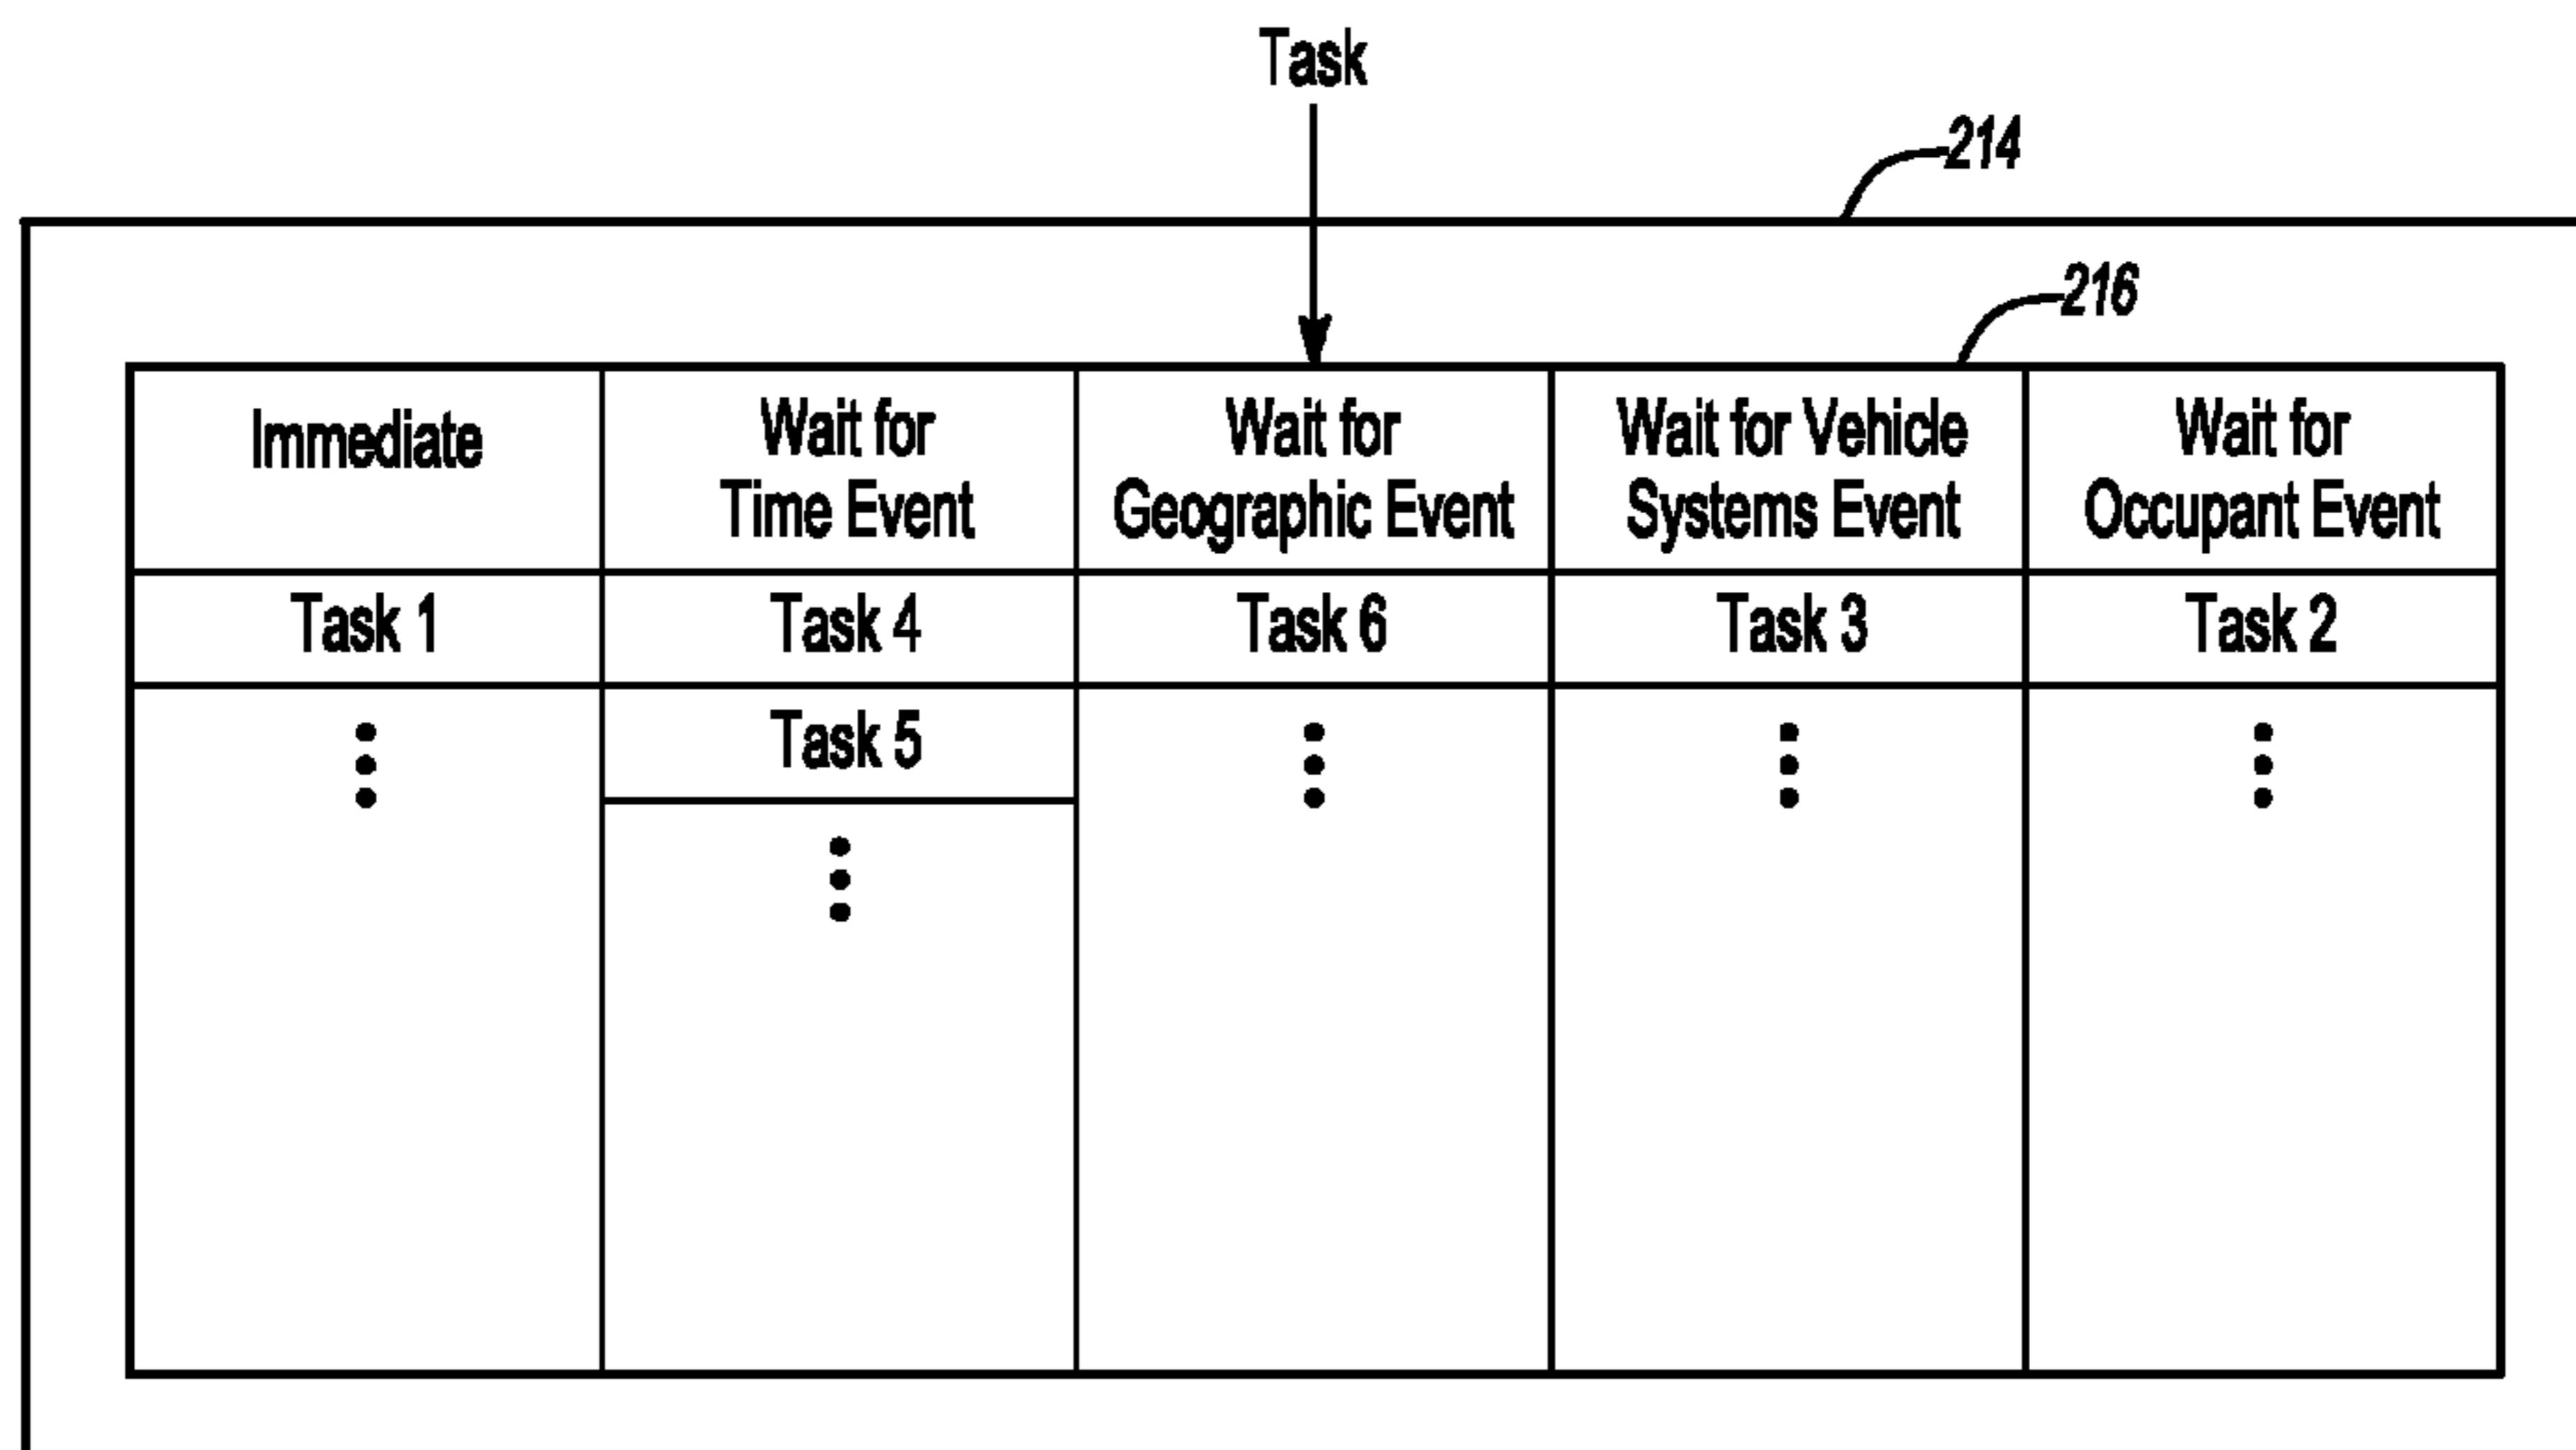 Task
214
216
Immediate
Wait for
Time Event
Wait for
Geographic Event
Wait for Vehicle
Systems Event
Wait for
Occupant Event
Task 1
Task 4
Task 6
Task 3
Task 2
Task 5